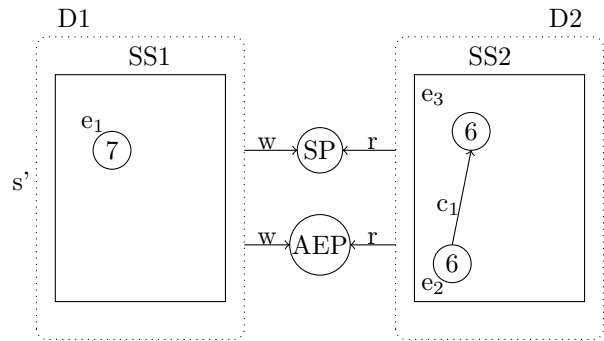 D1 D2
SS1 SS2
e₃
e₁
7 w SP r 6
s'
c₁
w AEP r
6
e₂